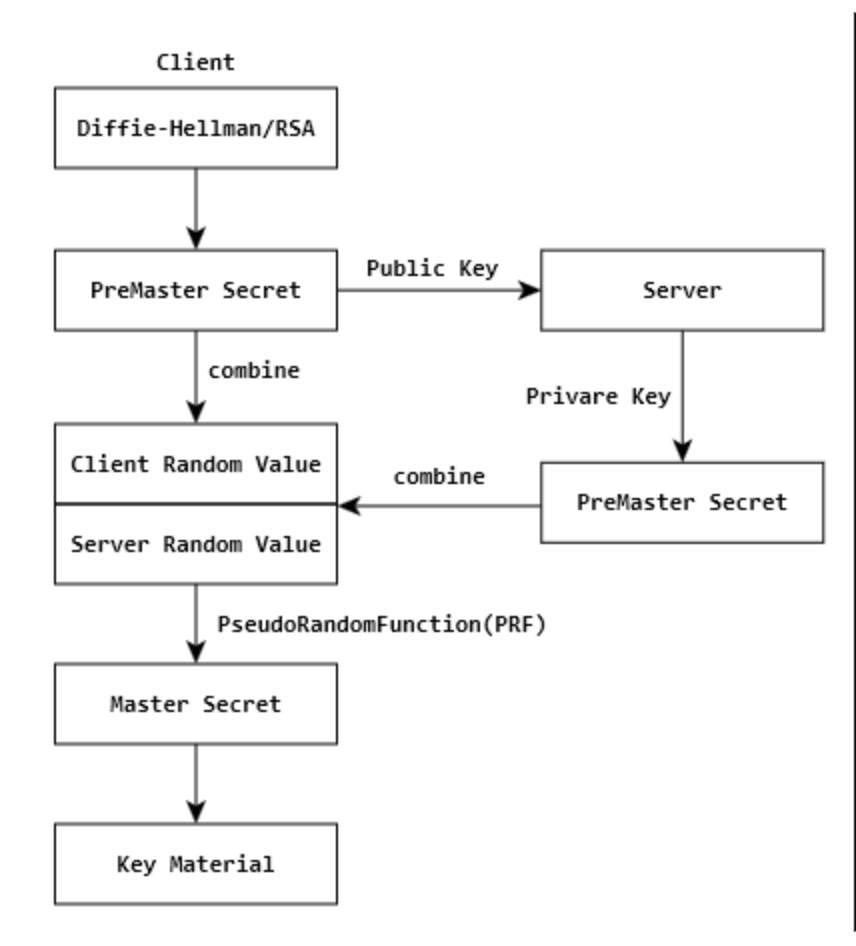 Client
Diffie-Hellman/RSA
Public Key
PreMaster Secret
Server
combine
Privare Key
Client Random Value
combine
PreMaster Secret
Server Random Value
PseudoRandomFunction(PRF)
Master Secret
Key Material